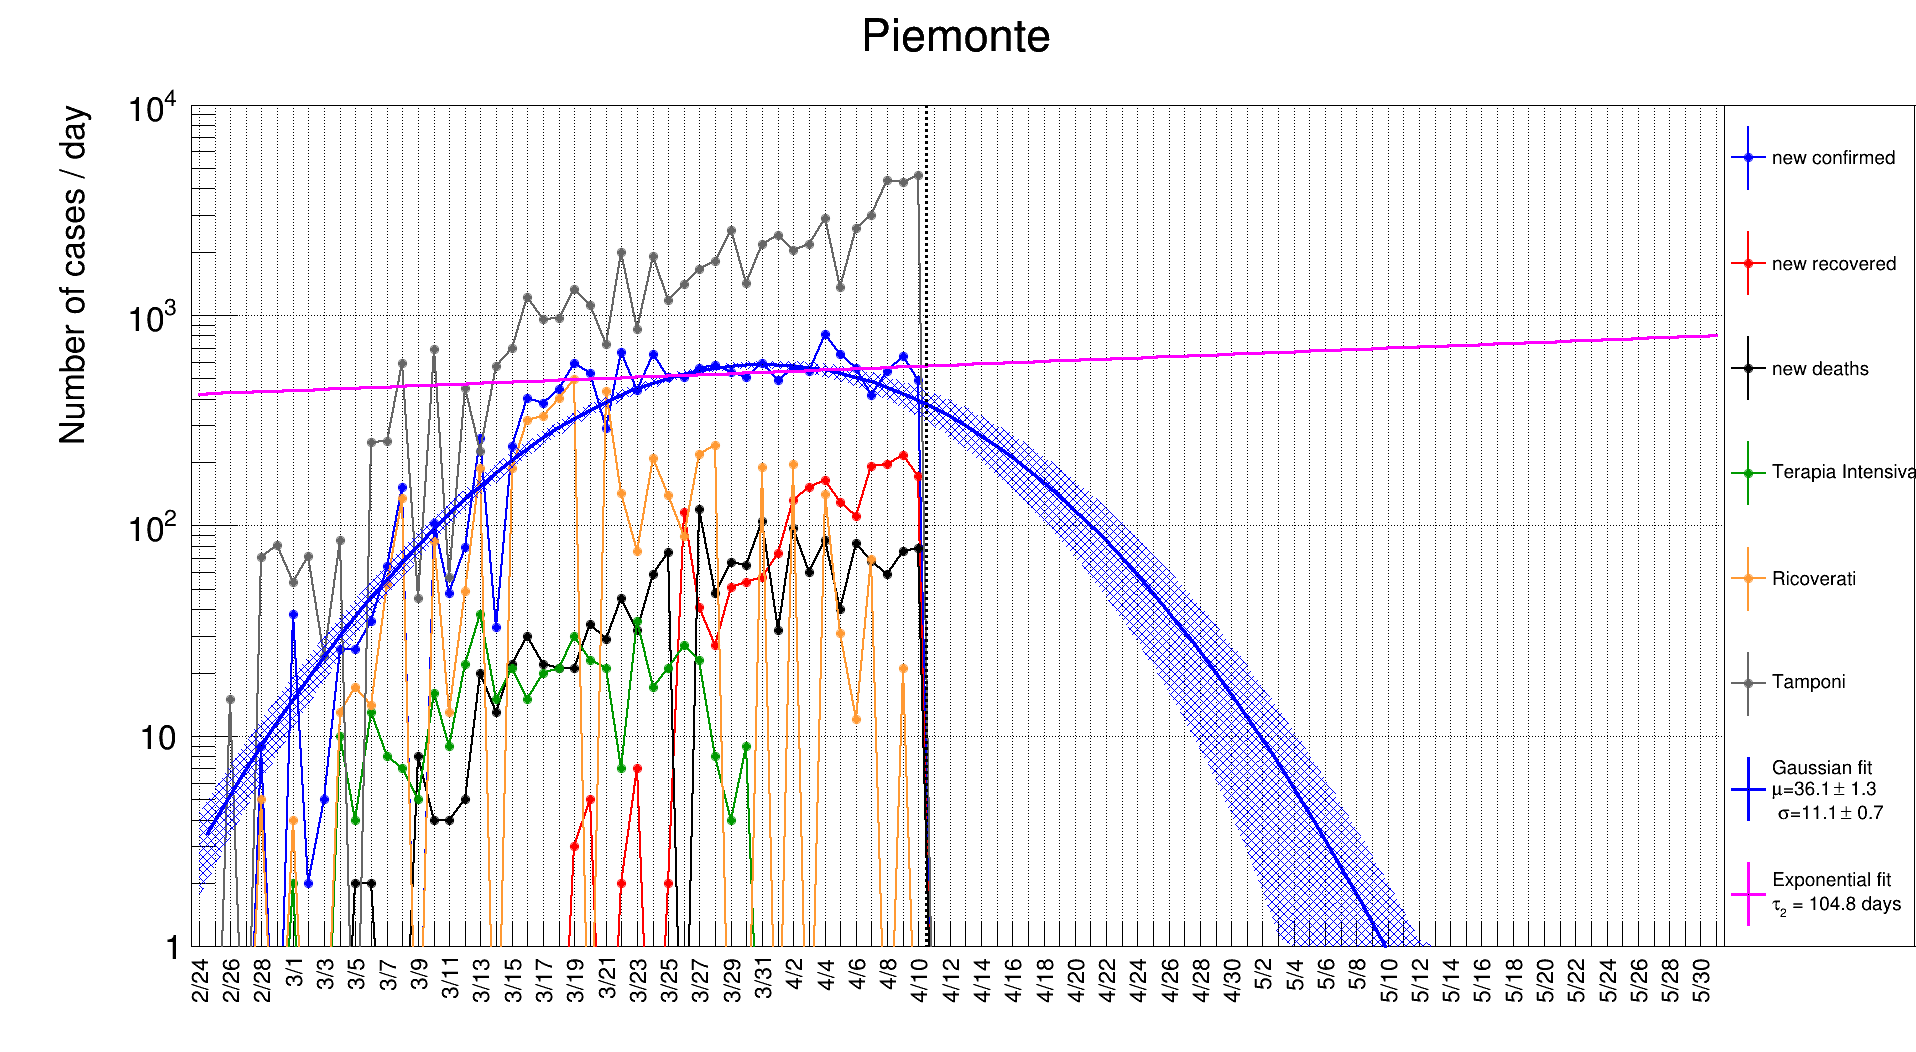 Piemonte
Number of cases / day
10⁴
10³
10²
10
1
2/24 2/26 2/28 3/1 3/3 3/5 3/7 3/9 3/11 3/13 3/15 3/17 3/19 3/21 3/23 3/25 3/27 3/29 3/31 4/2 4/4 4/6 4/8 4/10 4/12 4/14 4/16 4/18 4/20 4/22 4/24 4/26 4/28 4/30 5/2 5/4 5/6 5/8 5/10 5/12 5/14 5/16 5/18 5/20 5/22 5/24 5/26 5/28 5/30
new confirmed
new recovered
new deaths
Terapia Intensiva
Ricoverati
Tamponi
Gaussian fit
μ=36.1 ± 1.3
σ=11.1 ± 0.7
Exponential fit
τ₂ = 104.8 days